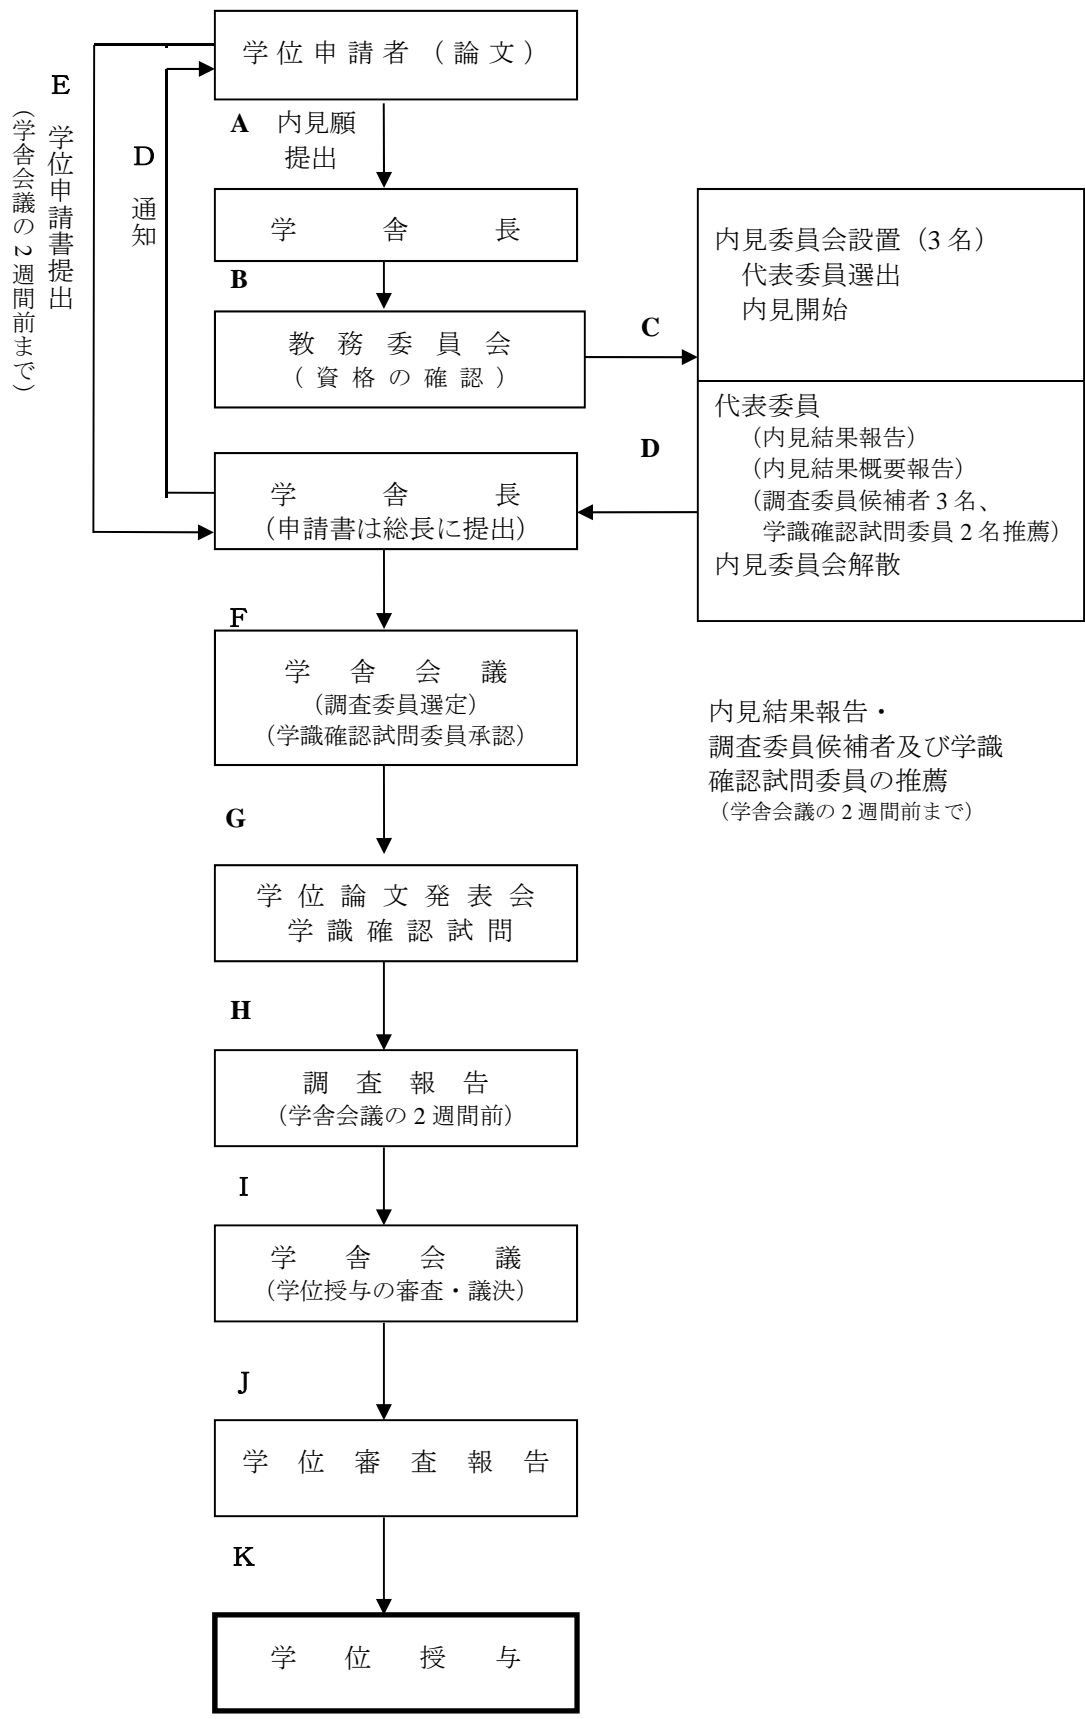 学位申請者（論文）
E 学位申請書提出
（学舎会議の2週間前まで）
D 通知
A 内見願
提出
学舎長
B
教務委員会
（資格の確認）
C
内見委員会設置（3名）
代表委員選出
内見開始
代表委員
（内見結果報告）
（内見結果概要報告）
（調査委員候補者3名、
学識確認試問委員2名推薦）
内見委員会解散
D
学舎長
（申請書は総長に提出）
F
学舎会議
（調査委員選定）
（学識確認試問委員承認）
内見結果報告・
調査委員候補者及び学識
確認試問委員の推薦
（学舎会議の2週間前まで）
G
学位論文発表会
学識確認試問
H
調査報告
（学舎会議の2週間前）
I
学舎会議
（学位授与の審査・議決）
J
学位審査報告
K
学位授与